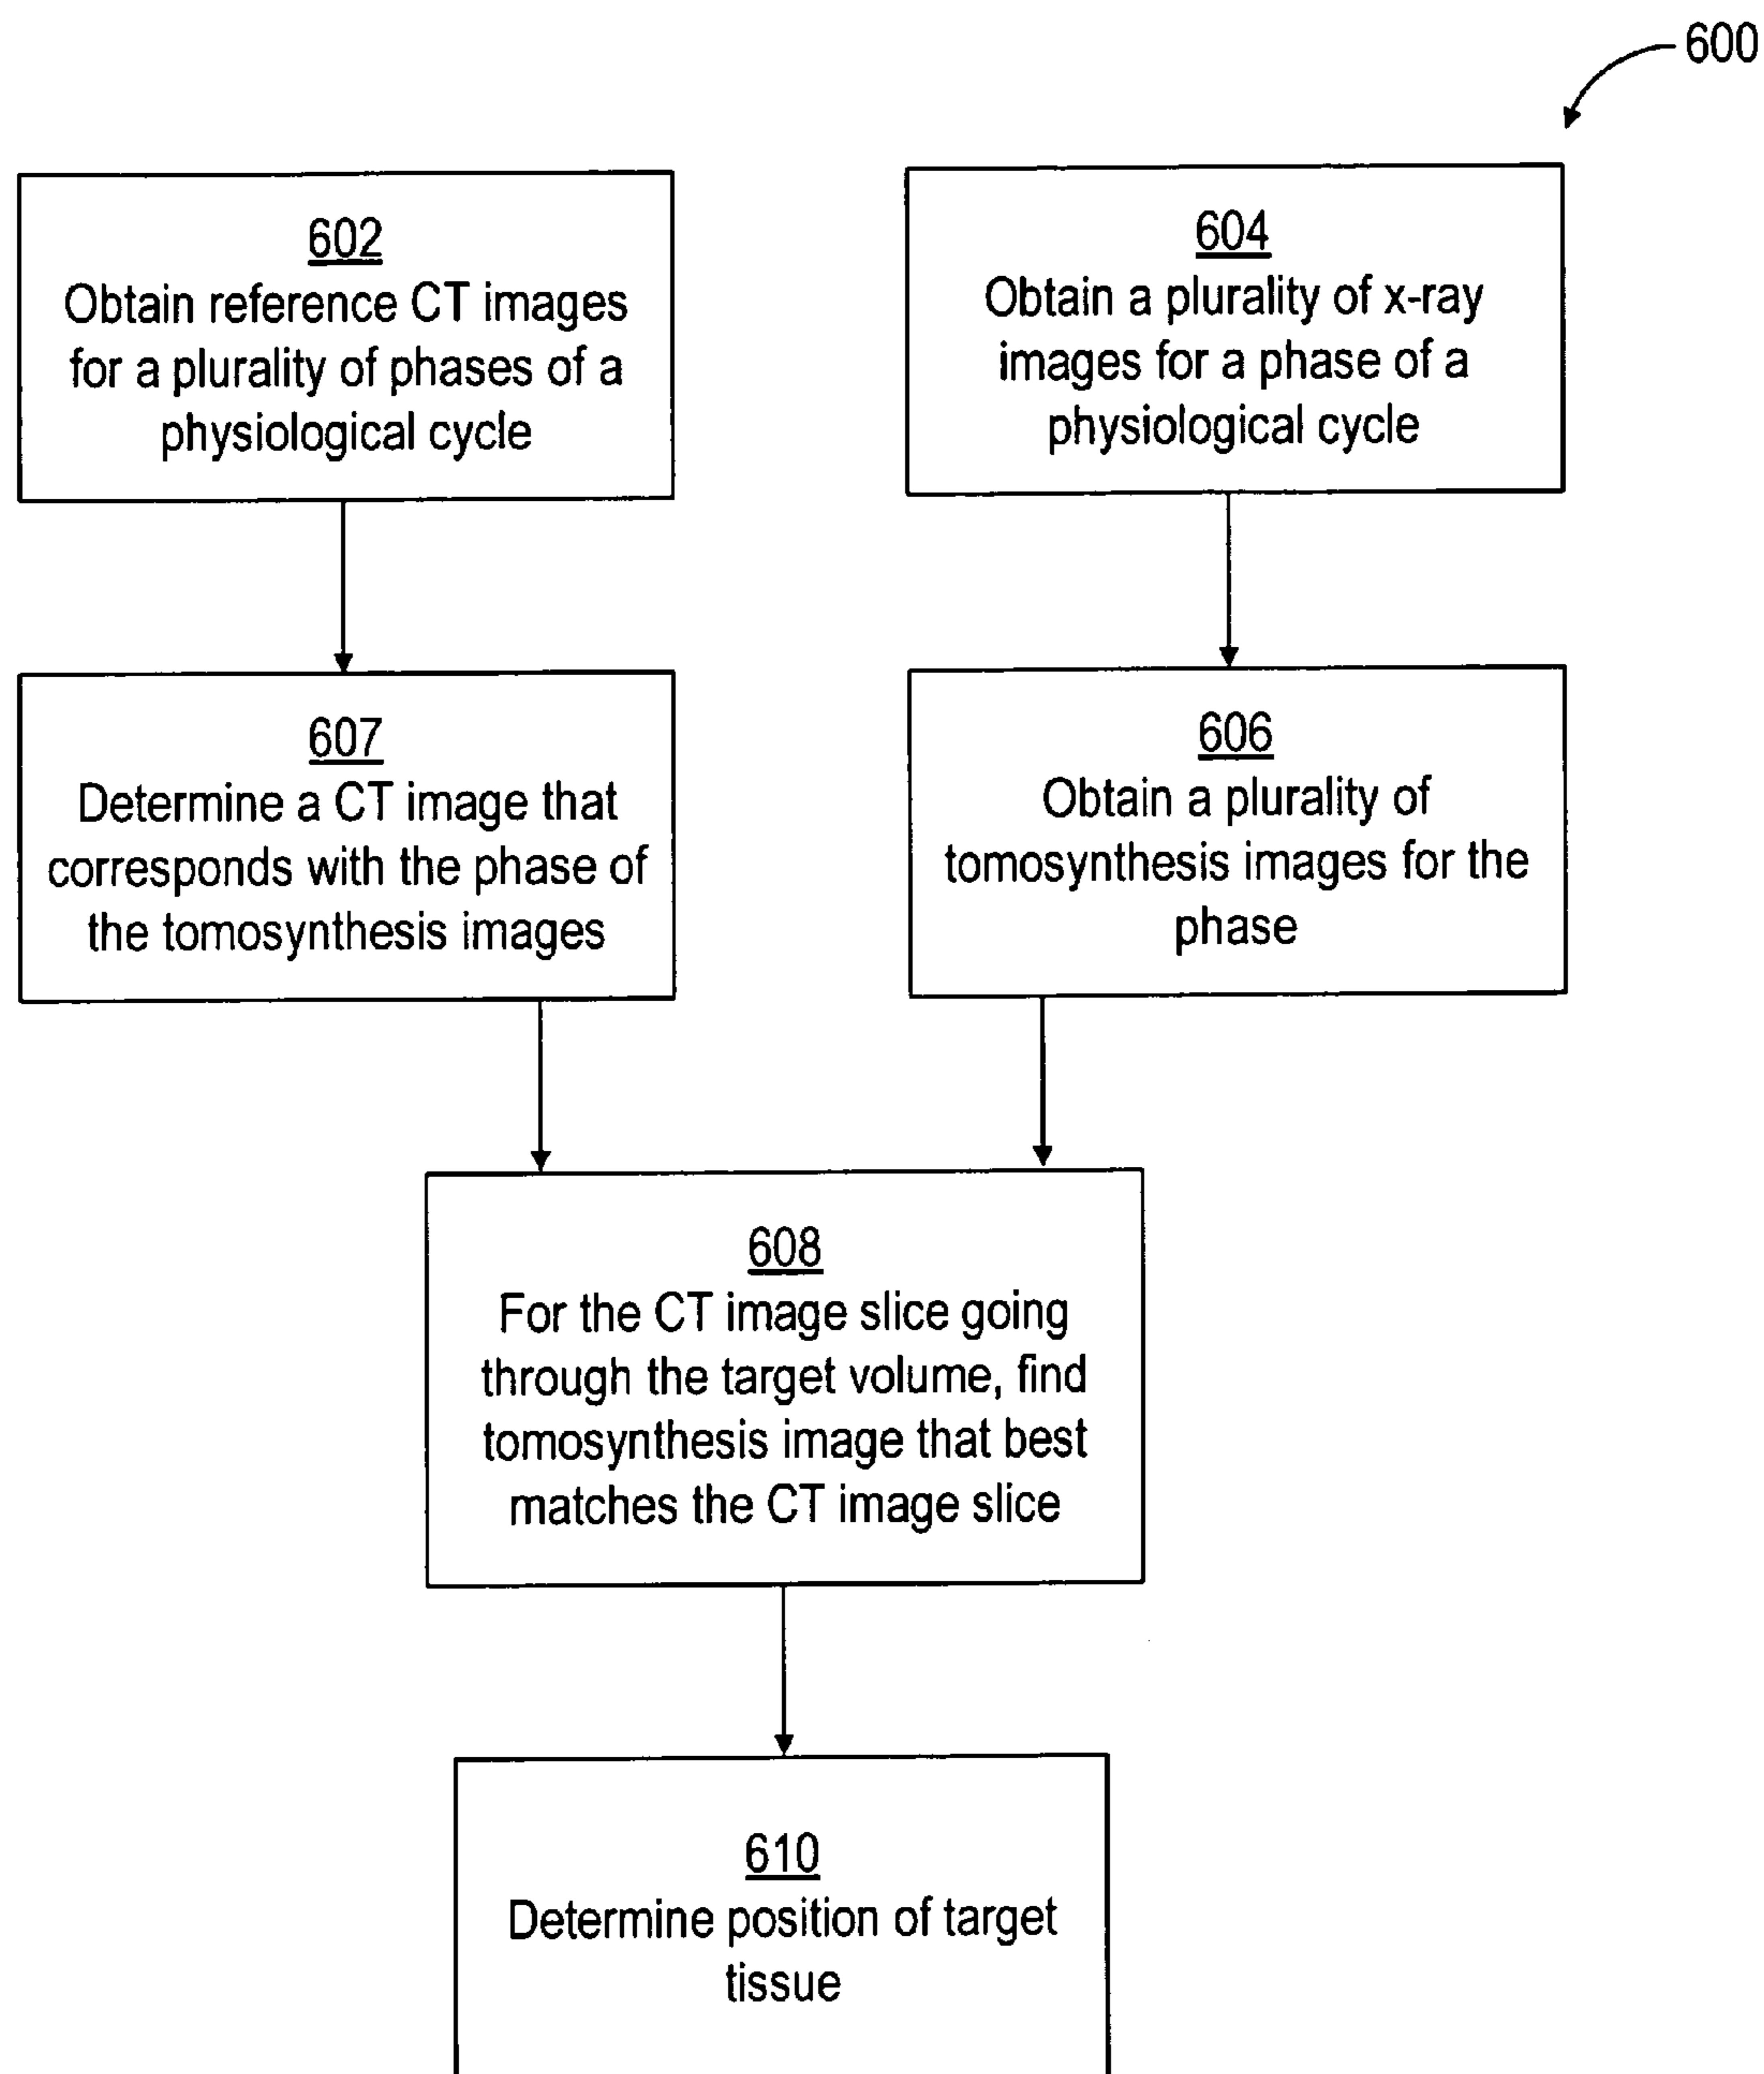 600
602
Obtain reference CT images
for a plurality of phases of a
physiological cycle
604
Obtain a plurality of x-ray
images for a phase of a
physiological cycle
607
Determine a CT image that
corresponds with the phase of
the tomosynthesis images
606
Obtain a plurality of
tomosynthesis images for the
phase
608
For the CT image slice going
through the target volume, find
tomosynthesis image that best
matches the CT image slice
610
Determine position of target
tissue